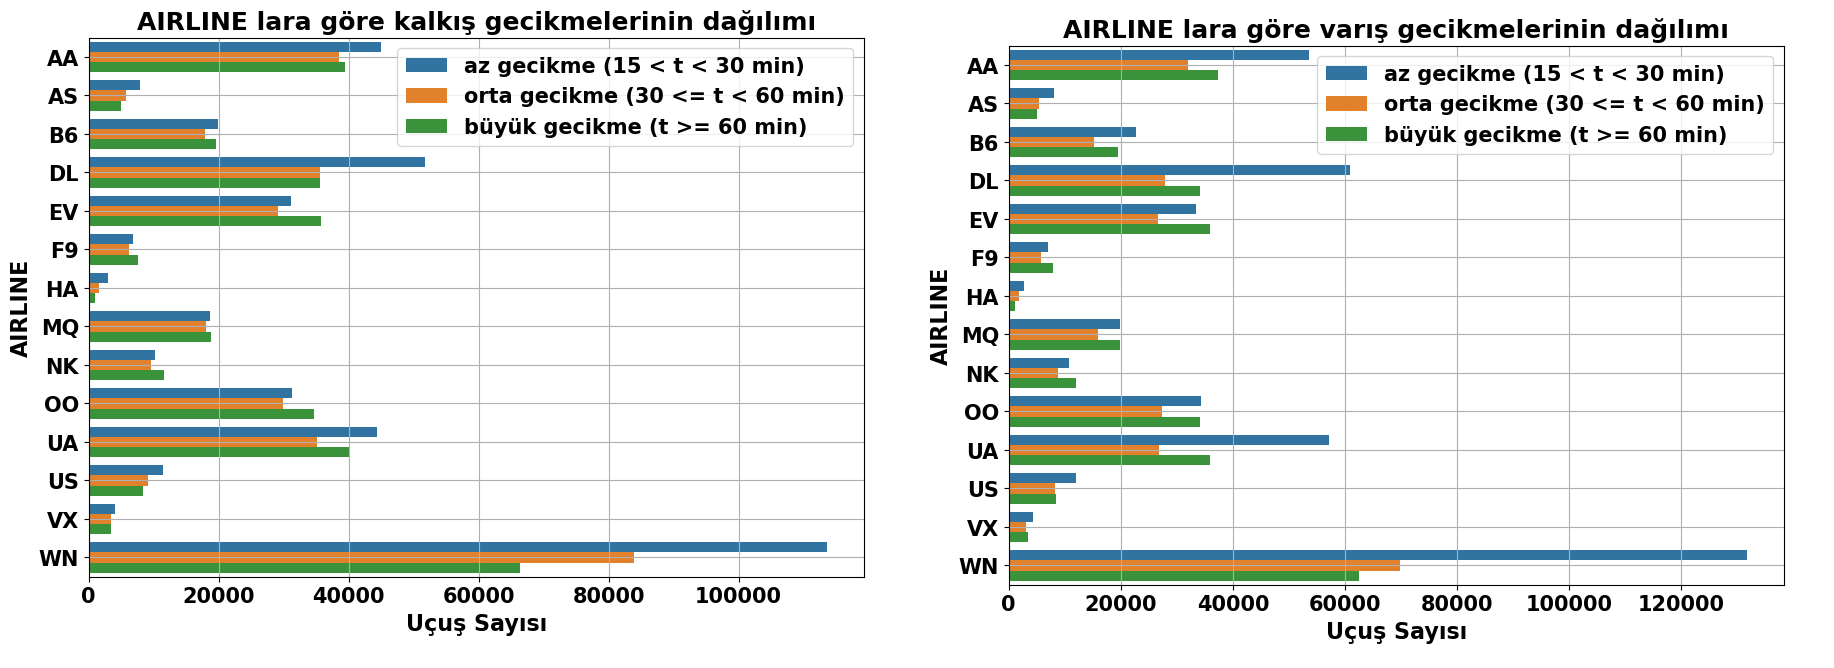 AIRLINE lara göre kalkış gecikmelerinin dağılımı
az gecikme (15 < t < 30 min)
orta gecikme (30 <= t < 60 min)
büyük gecikme (t >= 60 min)
AIRLINE
AA
AS
B6
DL
EV
F9
HA
MQ
NK
OO
UA
US
VX
WN
0 20000 40000 60000 80000 100000
Uçuş Sayısı
AIRLINE lara göre varış gecikmelerinin dağılımı
az gecikme (15 < t < 30 min)
orta gecikme (30 <= t < 60 min)
büyük gecikme (t >= 60 min)
AIRLINE
AA
AS
B6
DL
EV
F9
HA
MQ
NK
OO
UA
US
VX
WN
0 20000 40000 60000 80000 100000 120000
Uçuş Sayısı